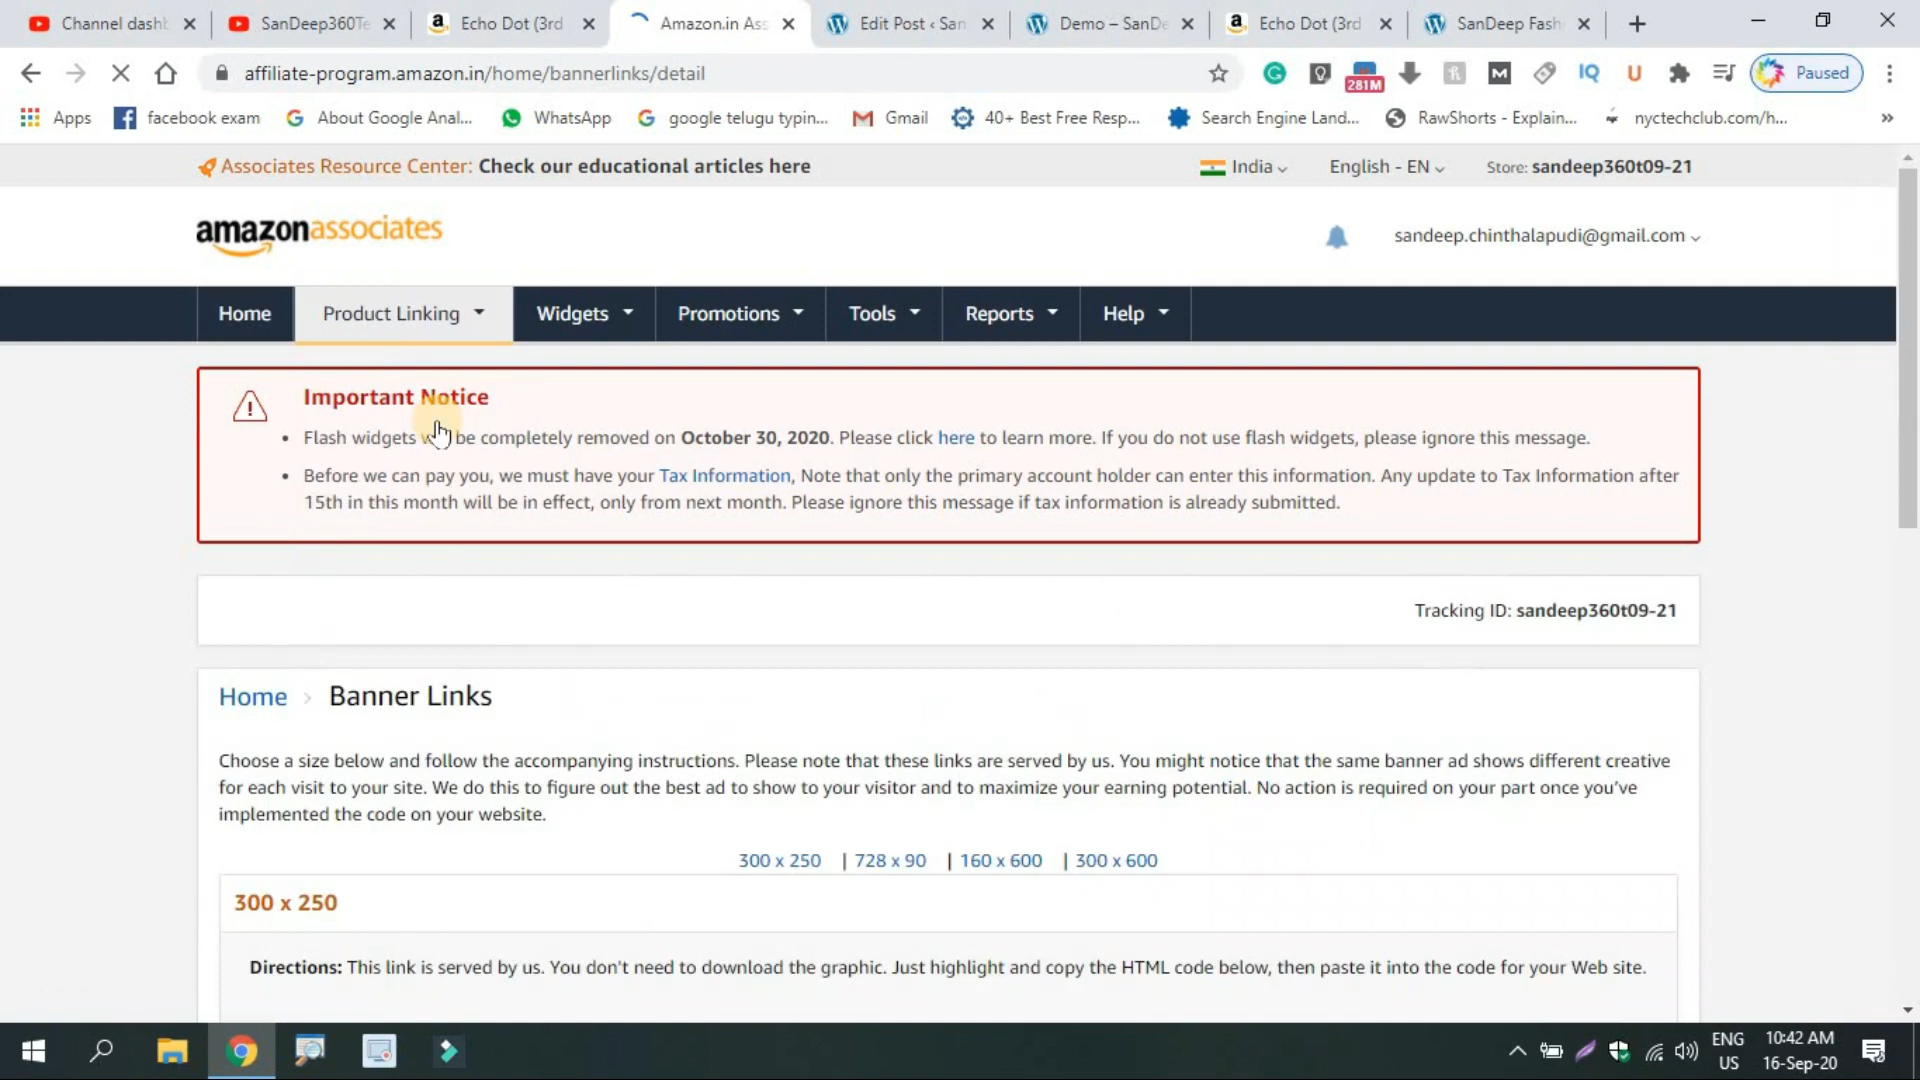 Channel dashb
SanDeep360Te
Echo Dot (3rd
Amazon.in Ass
Edit Post ‹ San
Demo – SanDe
Echo Dot (3rd
SanDeep Fash
affiliate-program.amazon.in/home/bannerlinks/detail
281M
IQ
Paused
Apps
facebook exam
About Google Anal...
WhatsApp
google telugu typin...
Gmail
40+ Best Free Resp...
Search Engine Land...
RawShorts - Explain...
nyctechclub.com/h...
Associates Resource Center: Check our educational articles here
India
English - EN
Store: sandeep360t09-21
amazonassociates
sandeep.chinthalapudi@gmail.com
Home
Product Linking
Widgets
Promotions
Tools
Reports
Help
Important Notice
• Flash widgets be completely removed on October 30, 2020. Please click here to learn more. If you do not use flash widgets, please ignore this message.
• Before we can pay you, we must have your Tax Information, Note that only the primary account holder can enter this information. Any update to Tax Information after
15th in this month will be in effect, only from next month. Please ignore this message if tax information is already submitted.
Tracking ID: sandeep360t09-21
Home › Banner Links
Choose a size below and follow the accompanying instructions. Please note that these links are served by us. You might notice that the same banner ad shows different creative
for each visit to your site. We do this to figure out the best ad to show to your visitor and to maximize your earning potential. No action is required on your part once you've
implemented the code on your website.
300 x 250 | 728 x 90 | 160 x 600 | 300 x 600
300 x 250
Directions: This link is served by us. You don't need to download the graphic. Just highlight and copy the HTML code below, then paste it into the code for your Web site.
ENG
US
10:42 AM
16-Sep-20